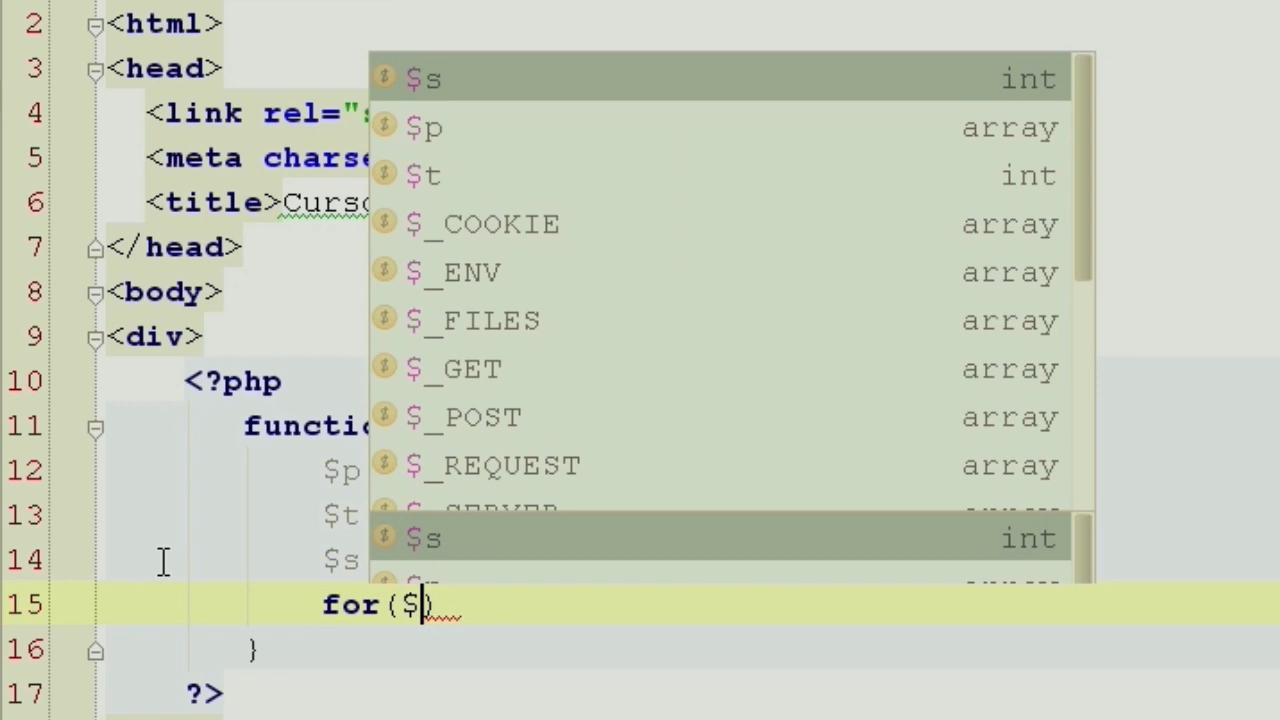 2 <html>
3 <head>
4 <link rel="
5 <meta charse
6 <title>Curso
7 </head>
8 <body>
9 <div>
10 <?php
11 functio
12 $p
13 $t
14 $s
15 for($)
16 }
17 ?>
$s int
$p array
$t int
$_COOKIE array
$_ENV array
$_FILES array
$_GET array
$_POST array
$_REQUEST array
$s int